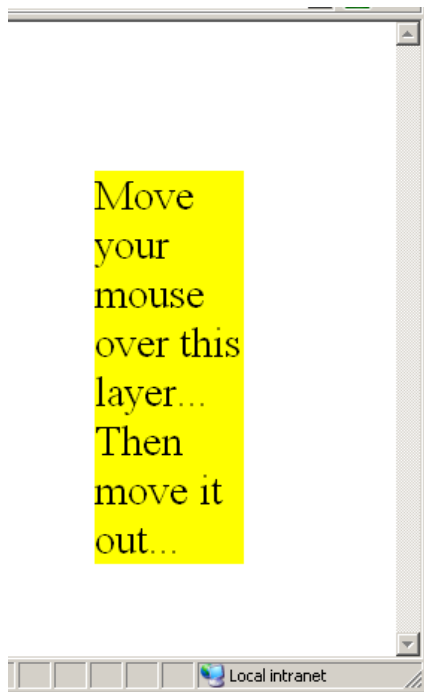 Move
your
mouse
over this
layer...
Then
move it
out...
Local intranet